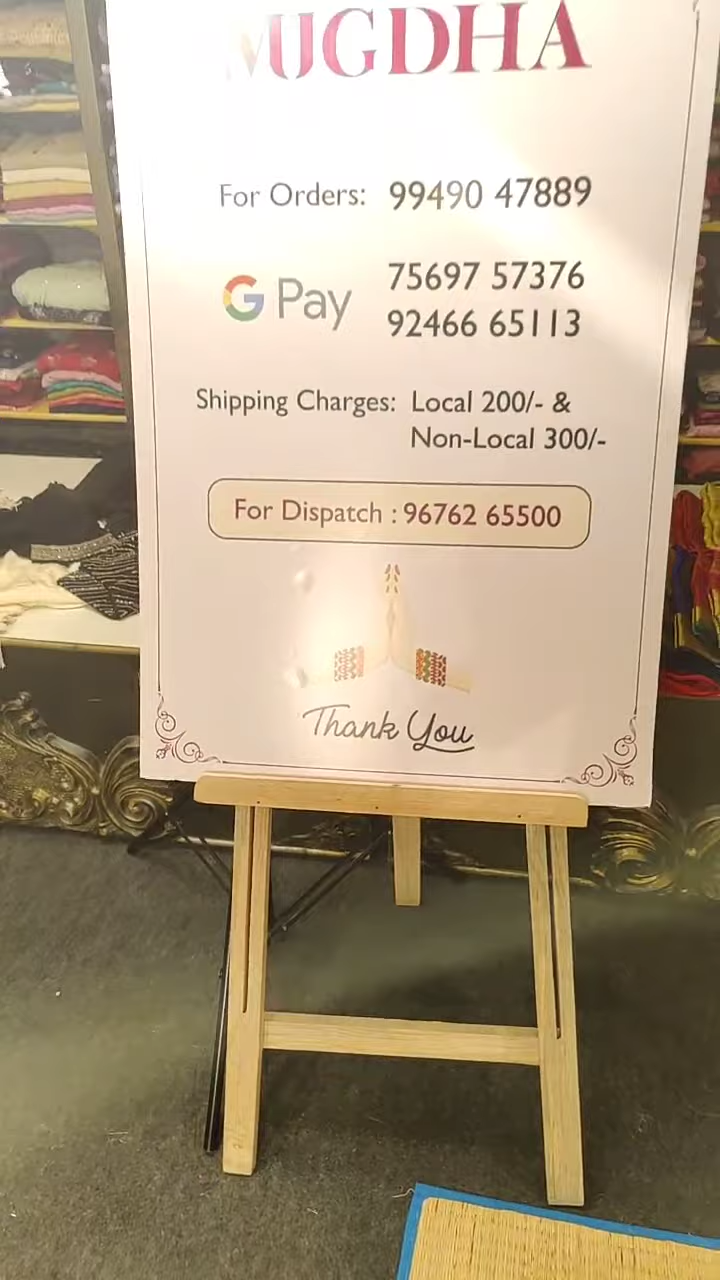 MUGDHA
For Orders: 99490 47889
G Pay 75697 57376
92466 65113
Shipping Charges: Local 200/- &
Non-Local 300/-
For Dispatch : 96762 65500
Thank You